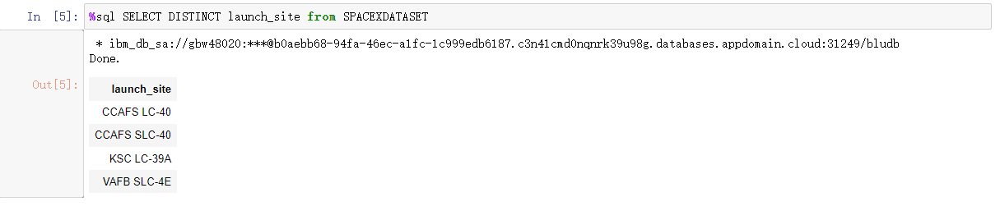 In [5]: %sql SELECT DISTINCT launch_site from SPACEXDATASET
* ibm_db_sa://gbw48020:***@b0aebb68-94fa-46ec-a1fc-1c999edb6187.c3n41cmd0nqnrk39u98g.databases.appdomain.cloud:31249/bludb
Done.
Out[5]:
launch_site
CCAFS LC-40
CCAFS SLC-40
KSC LC-39A
VAFB SLC-4E